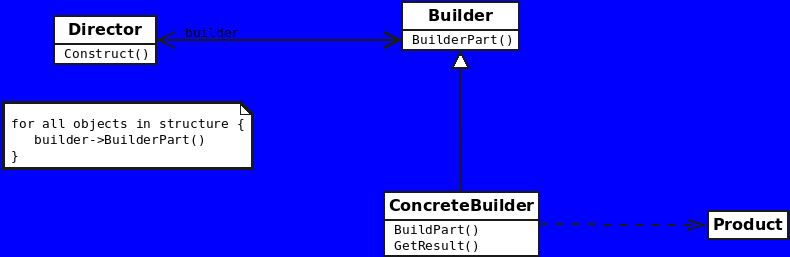 Director
Construct()
builder
Builder
BuilderPart()
for all objects in structure {
builder->BuilderPart()
}
ConcreteBuilder
BuildPart()
GetResult()
Product